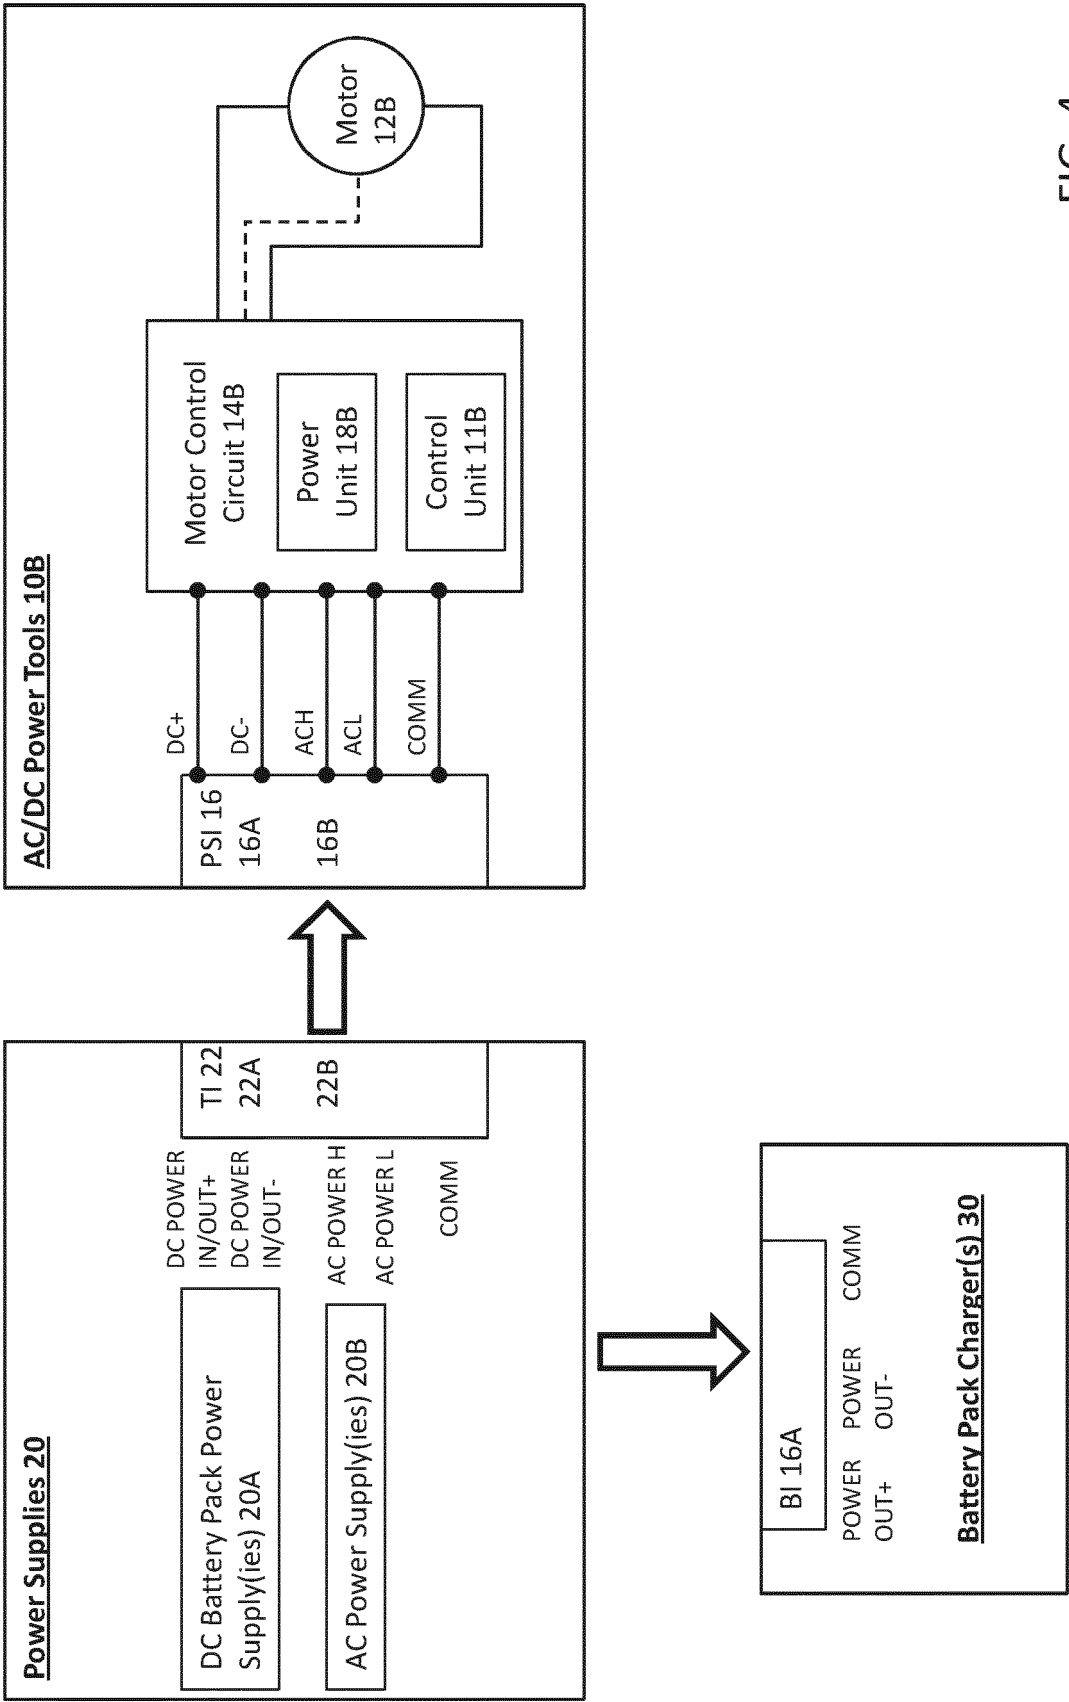 Power Supplies 20
DC Battery Pack Power
Supply(ies) 20A
AC Power Supply(ies) 20B
DC POWER
IN/OUT+
DC POWER
IN/OUT-
AC POWER H
AC POWER L
COMM
TI 22
22A
22B
AC/DC Power Tools 10B
PSI 16
16A
16B
DC+
DC-
ACH
ACL
COMM
Motor Control
Circuit 14B
Power
Unit 18B
Control
Unit 11B
Motor
12B
BI 16A
POWER
OUT+
POWER
OUT-
COMM
Battery Pack Charger(s) 30
FIG. 4